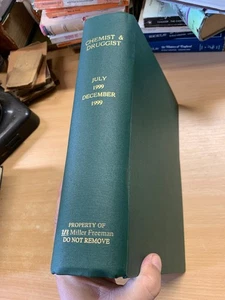 CHEMIST &
DRUGGIST
JULY
1999
DECEMBER
1999
PROPERTY OF
Miller Freeman
DO NOT REMOVE